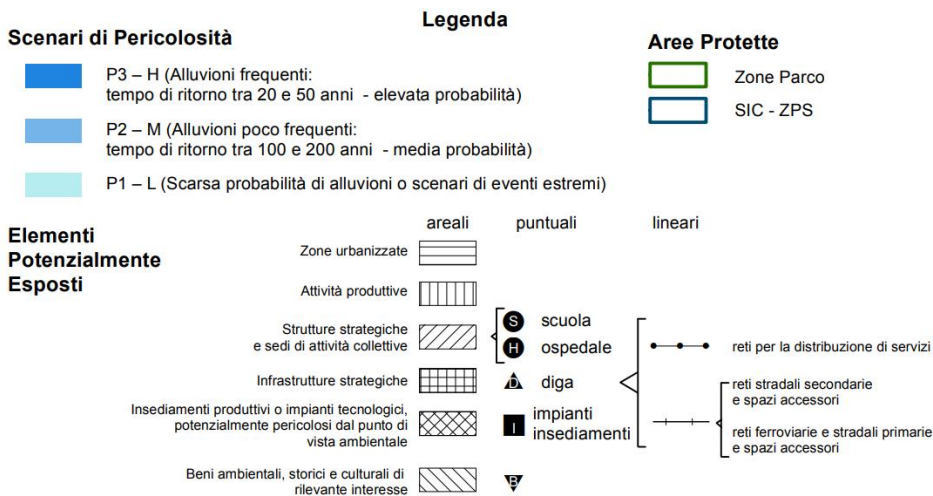 Legenda
Scenari di Pericolosità
P3 – H (Alluvioni frequenti:
tempo di ritorno tra 20 e 50 anni - elevata probabilità)
P2 – M (Alluvioni poco frequenti:
tempo di ritorno tra 100 e 200 anni - media probabilità)
P1 – L (Scarsa probabilità di alluvioni o scenari di eventi estremi)
Aree Protette
Zone Parco
SIC - ZPS
Elementi
Potenzialmente
Esposti
areali
puntuali
lineari
Zone urbanizzate
Attività produttive
Strutture strategiche
e sedi di attività collettive
S
scuola
H
ospedale
Infrastrutture strategiche
D
diga
Insediamenti produttivi o impianti tecnologici,
potenzialmente pericolosi dal punto di
vista ambientale
I
impianti
insediamenti
Beni ambientali, storici e culturali di
rilevante interesse
B
reti per la distribuzione di servizi
reti stradali secondarie
e spazi accessori
reti ferroviarie e stradali primarie
e spazi accessori